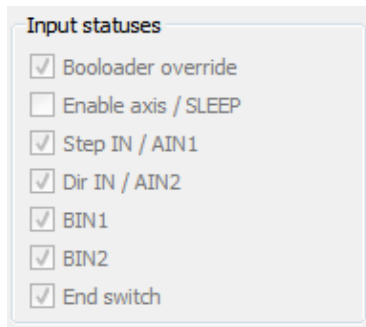 Input statuses
Booloader override
Enable axis / SLEEP
Step IN / AIN1
Dir IN / AIN2
BIN1
BIN2
End switch